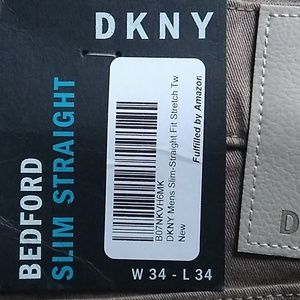 DKNY
BEDFORD
SLIM STRAIGHT
B07NKVH6MK
DKNY Mens Slim-Straight Fit Stretch Tw
New
Fulfilled by Amazon
W 34 - L 34
D